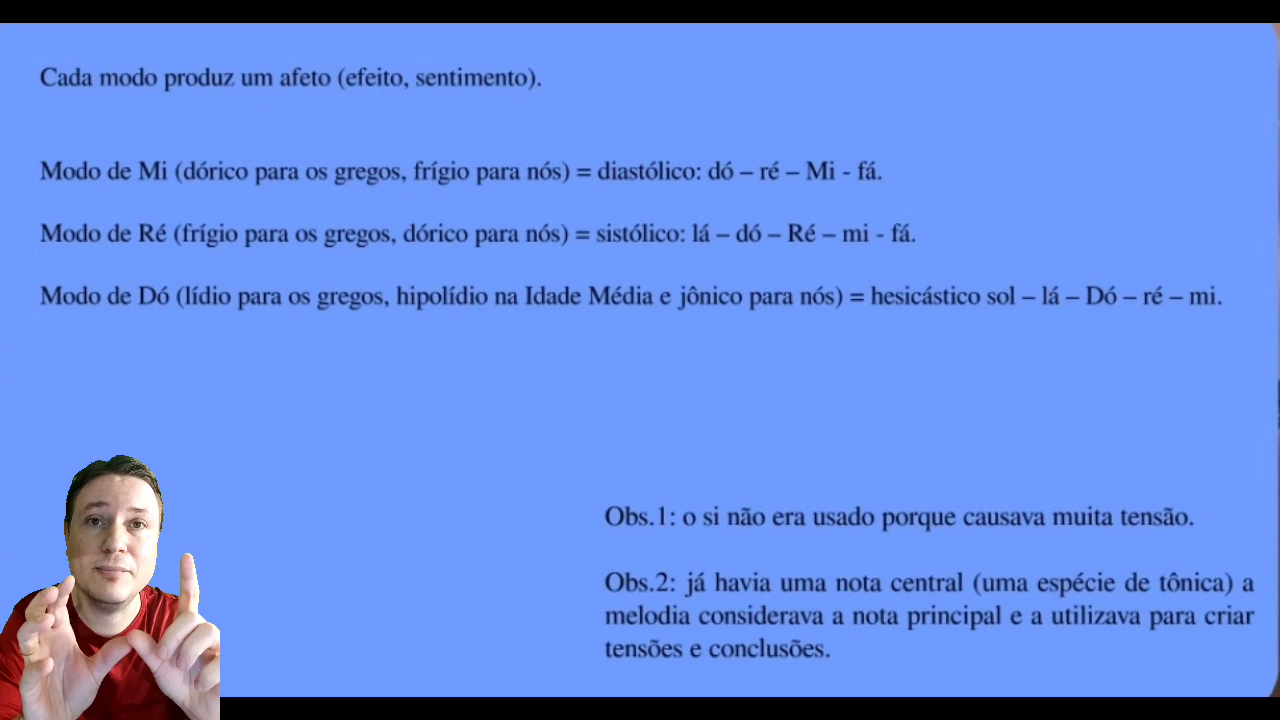 Cada modo produz um afeto (efeito, sentimento).
Modo de Mi (dórico para os gregos, frígio para nós) = diastólico: dó – ré – Mi - fá.
Modo de Ré (frígio para os gregos, dórico para nós) = sistólico: lá – dó – Ré – mi - fá.
Modo de Dó (lídio para os gregos, hipolídio na Idade Média e jônico para nós) = hesicástico sol – lá – Dó – ré – mi.
Obs.1: o si não era usado porque causava muita tensão.
Obs.2: já havia uma nota central (uma espécie de tônica) a
melodia considerava a nota principal e a utilizava para criar
tensões e conclusões.